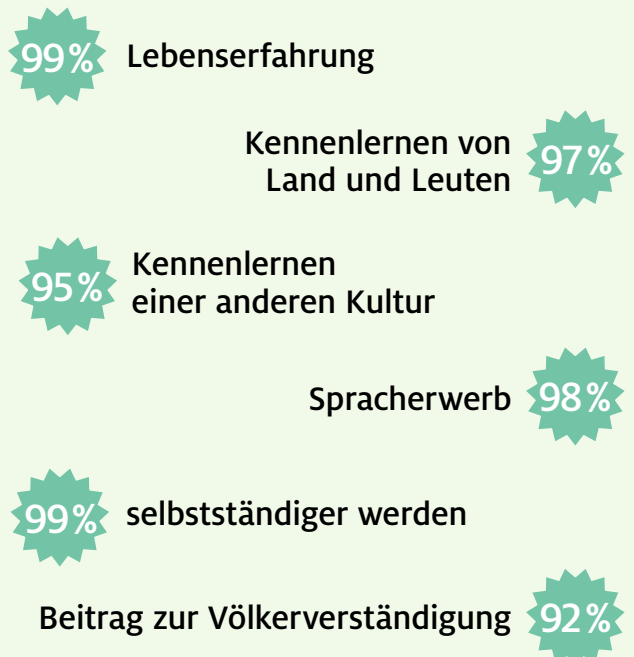 99% Lebenserfahrung
Kennenlernen von
Land und Leuten 97%
Kennenlernen
95% einer anderen Kultur
Spracherwerb 98%
99% selbstständiger werden
Beitrag zur Völkerverständigung 92%